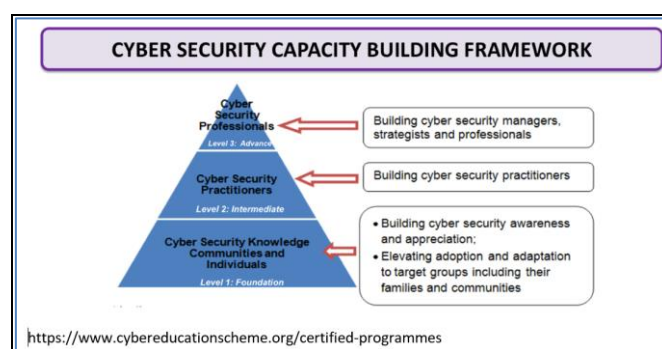 CYBER SECURITY CAPACITY BUILDING FRAMEWORK
Cyber
Security
Professionals
Level 3: Advance
Building cyber security managers,
strategists and professionals
Cyber Security
Practitioners
Level 2: Intermediate
Building cyber security practitioners
Cyber Security Knowledge
Communities and
Individuals
Level 1: Foundation
• Building cyber security awareness
and appreciation;
• Elevating adoption and adaptation
to target groups including their
families and communities
https://www.cybereducationscheme.org/certified-programmes